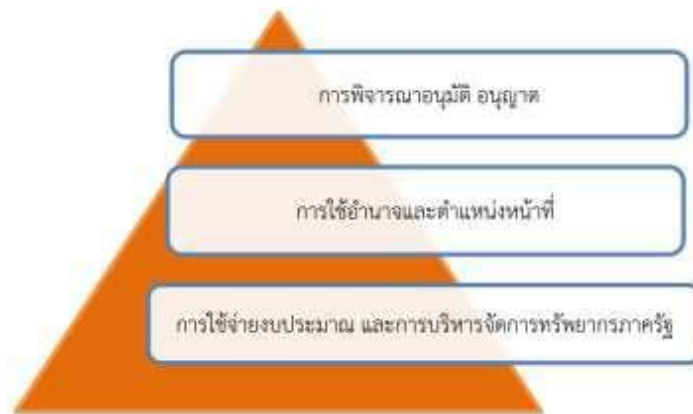 การพิจารณาอนุมัติ อนุญาต
การใช้อำนาจและตำแหน่งหน้าที่
การใช้จ่ายงบประมาณ และการบริหารจัดการทรัพยากรภาครัฐ